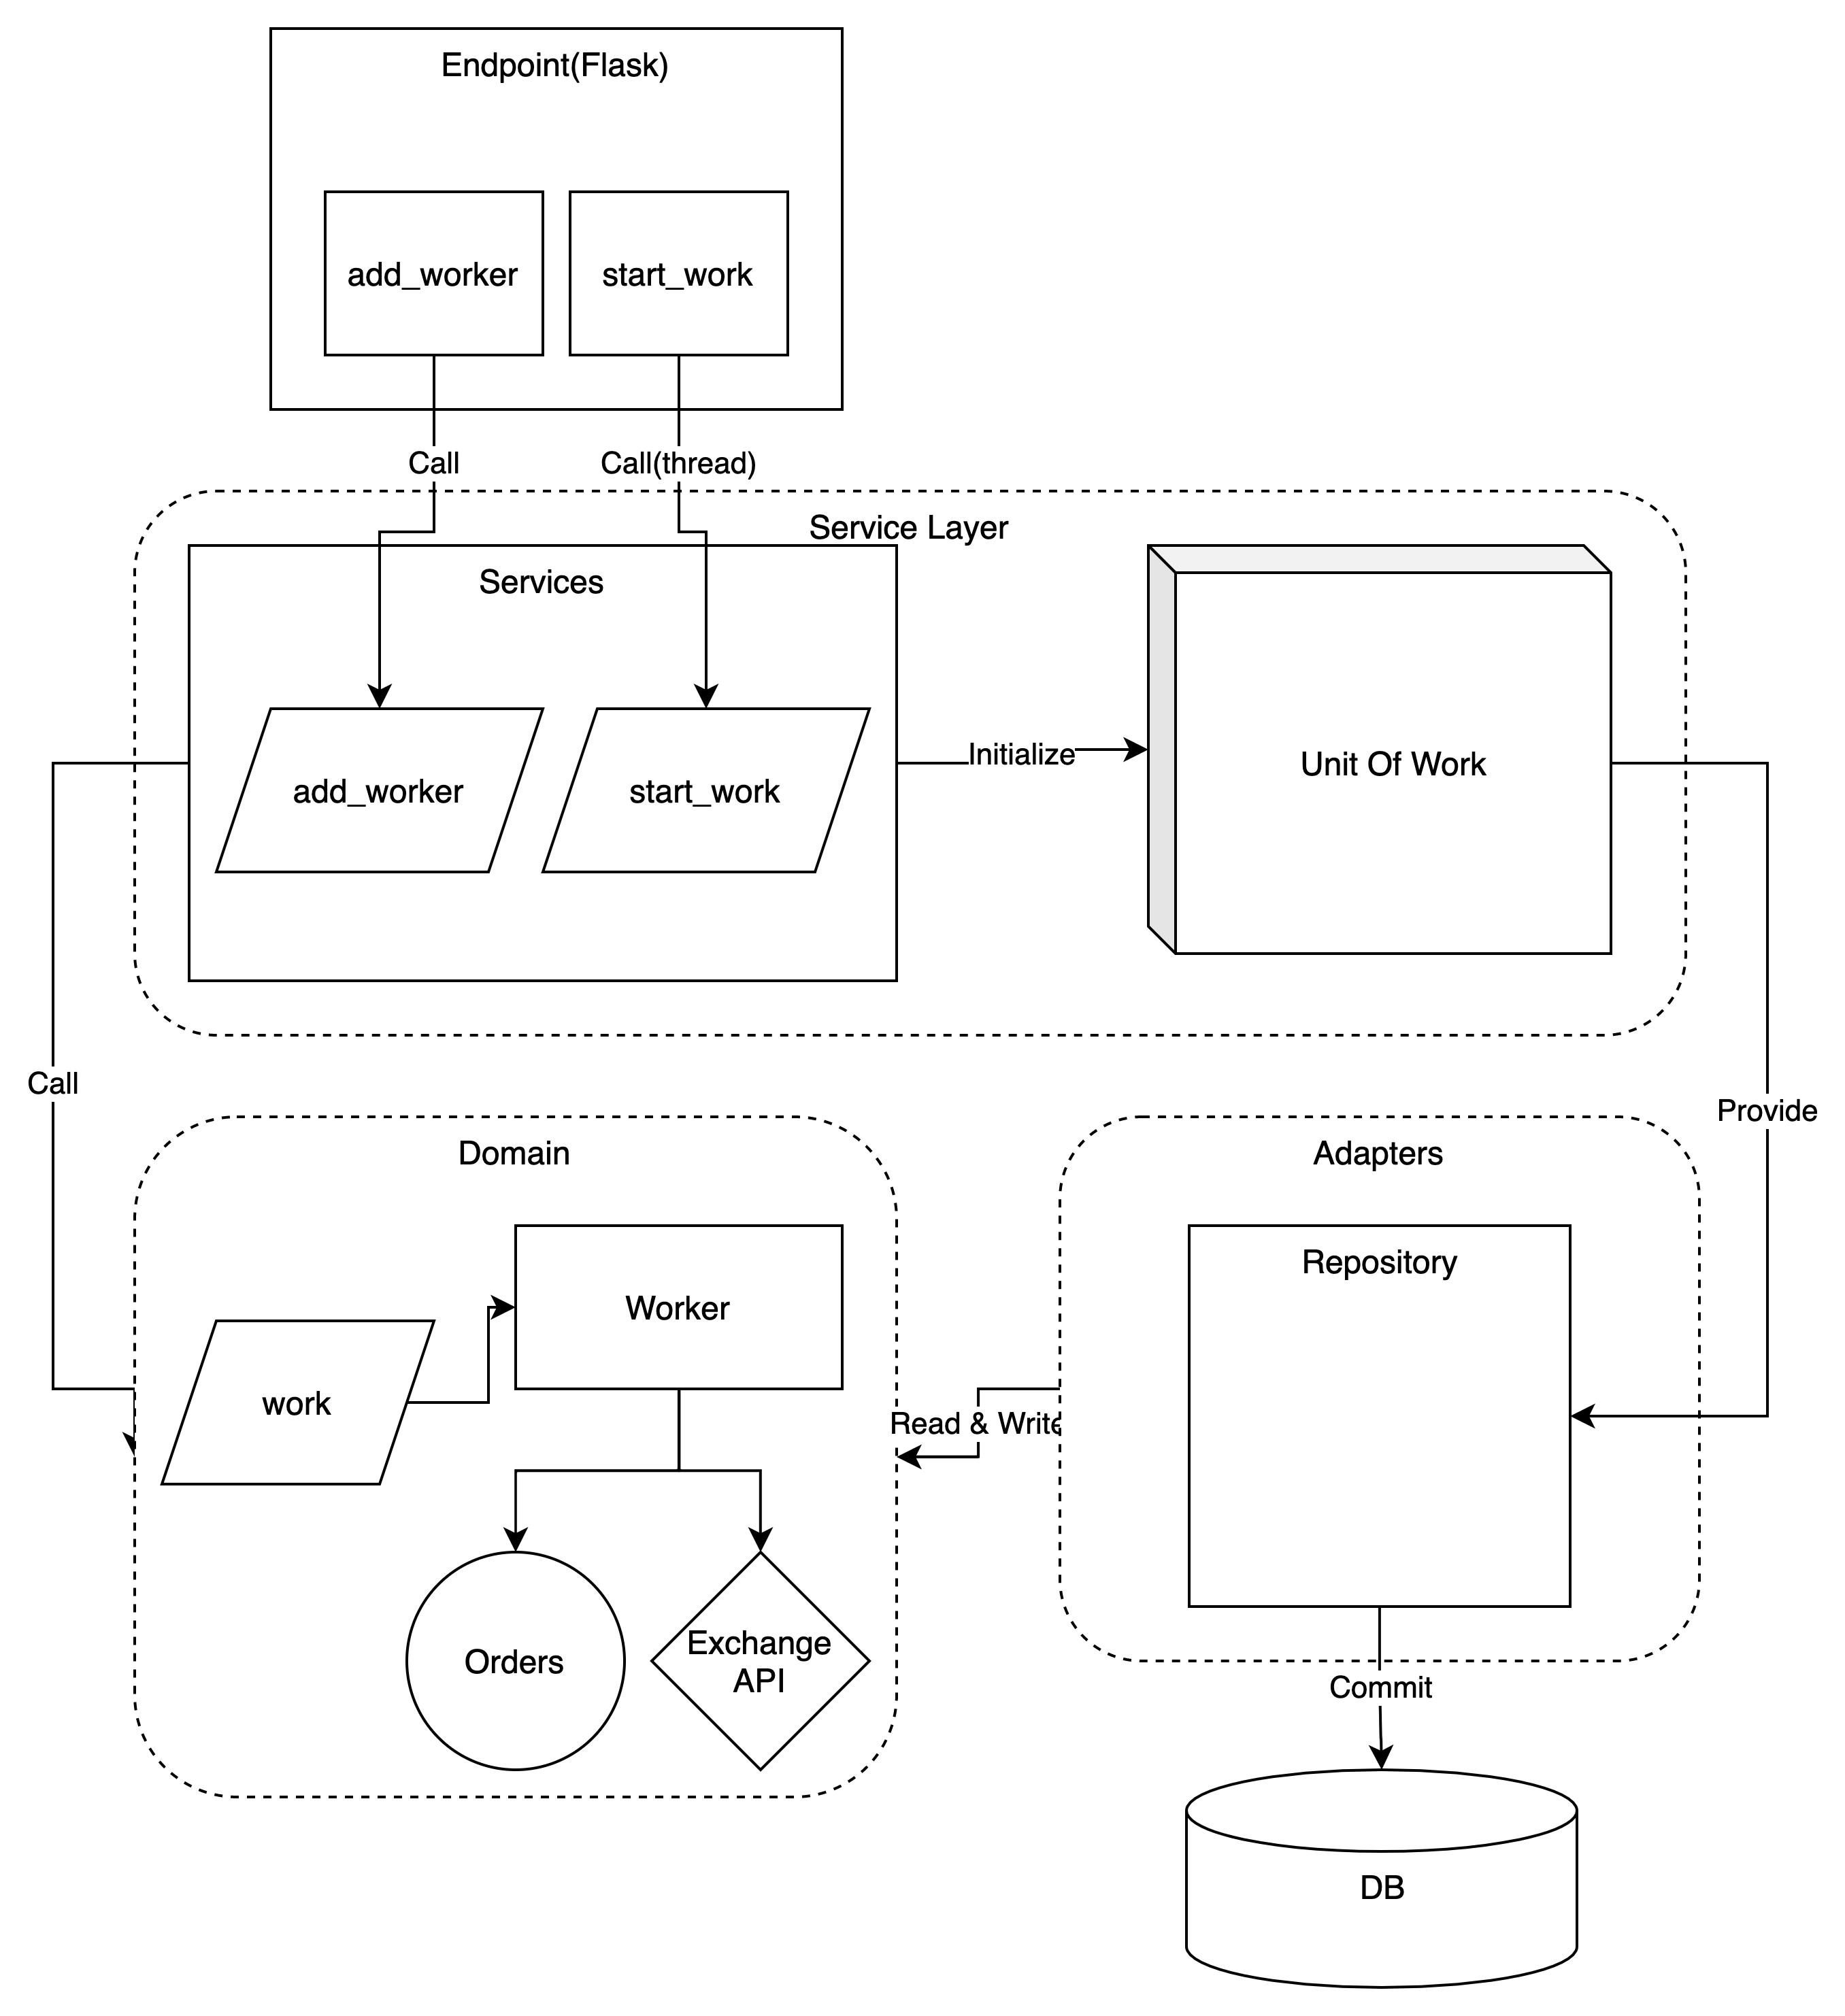 Endpoint(Flask)
add_worker
start_work
Call
Call(thread)
Service Layer
Services
add_worker
start_work
Initialize
Unit Of Work
Call
Provide
Domain
Worker
work
Orders
Exchange
API
Read & Write
Adapters
Repository
Commit
DB